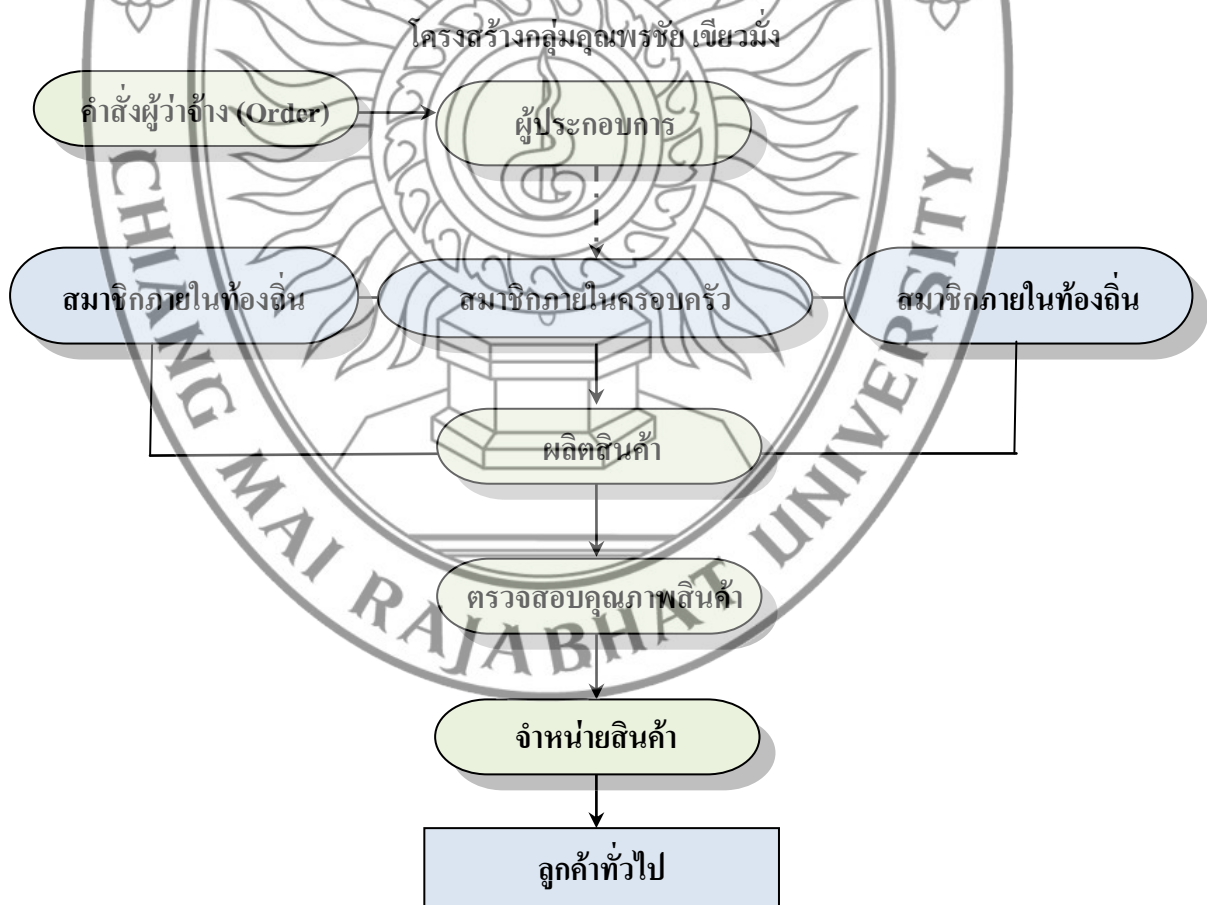 โครงสร้างกลุ่มคุณพรชัย เขียวมั่ง
คำสั่งผู้ว่าจ้าง (Order)
ผู้ประกอบการ
สมาชิกภายในท้องถิ่น
สมาชิกภายในครอบครัว
สมาชิกภายในท้องถิ่น
ผลิตสินค้า
ตรวจสอบคุณภาพสินค้า
จำหน่ายสินค้า
ลูกค้าทั่วไป
CHIANG MAI RAJABHAT UNIVERSITY